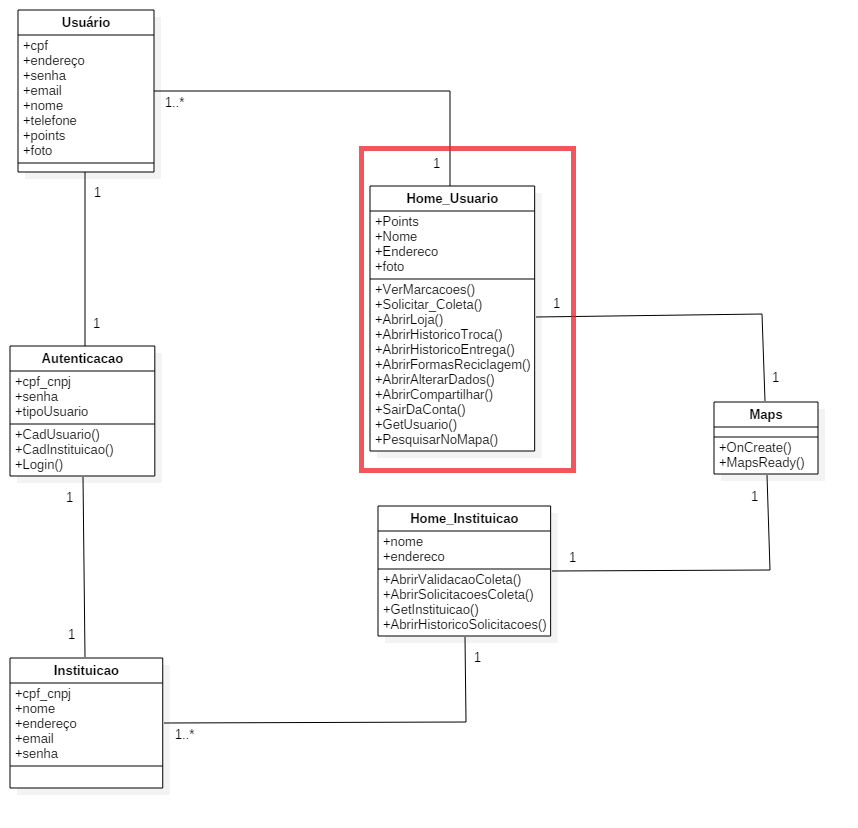 Usuário
+cpf
+endereço
+senha
+email
+nome
+telefone
+points
+foto
1..*
1
1
Home_Usuario
+Points
+Nome
+Endereco
+foto
+VerMarcacoes()
+Solicitar_Coleta()
+AbrirLoja()
+AbrirHistoricoTroca()
+AbrirHistoricoEntrega()
+AbrirFormasReciclagem()
+AbrirAlterarDados()
+AbrirCompartilhar()
+SairDaConta()
+GetUsuario()
+PesquisarNoMapa()
1
1
1
Autenticacao
+cpf_cnpj
+senha
+tipoUsuario
+CadUsuario()
+CadInstituicao()
+Login()
Maps
+OnCreate()
+MapsReady()
1
1
Home_Instituicao
+nome
+endereco
+AbrirValidacaoColeta()
+AbrirSolicitacoesColeta()
+GetInstituicao()
+AbrirHistoricoSolicitacoes()
1
1
1
Instituicao
+cpf_cnpj
+nome
+endereço
+email
+senha
1..*